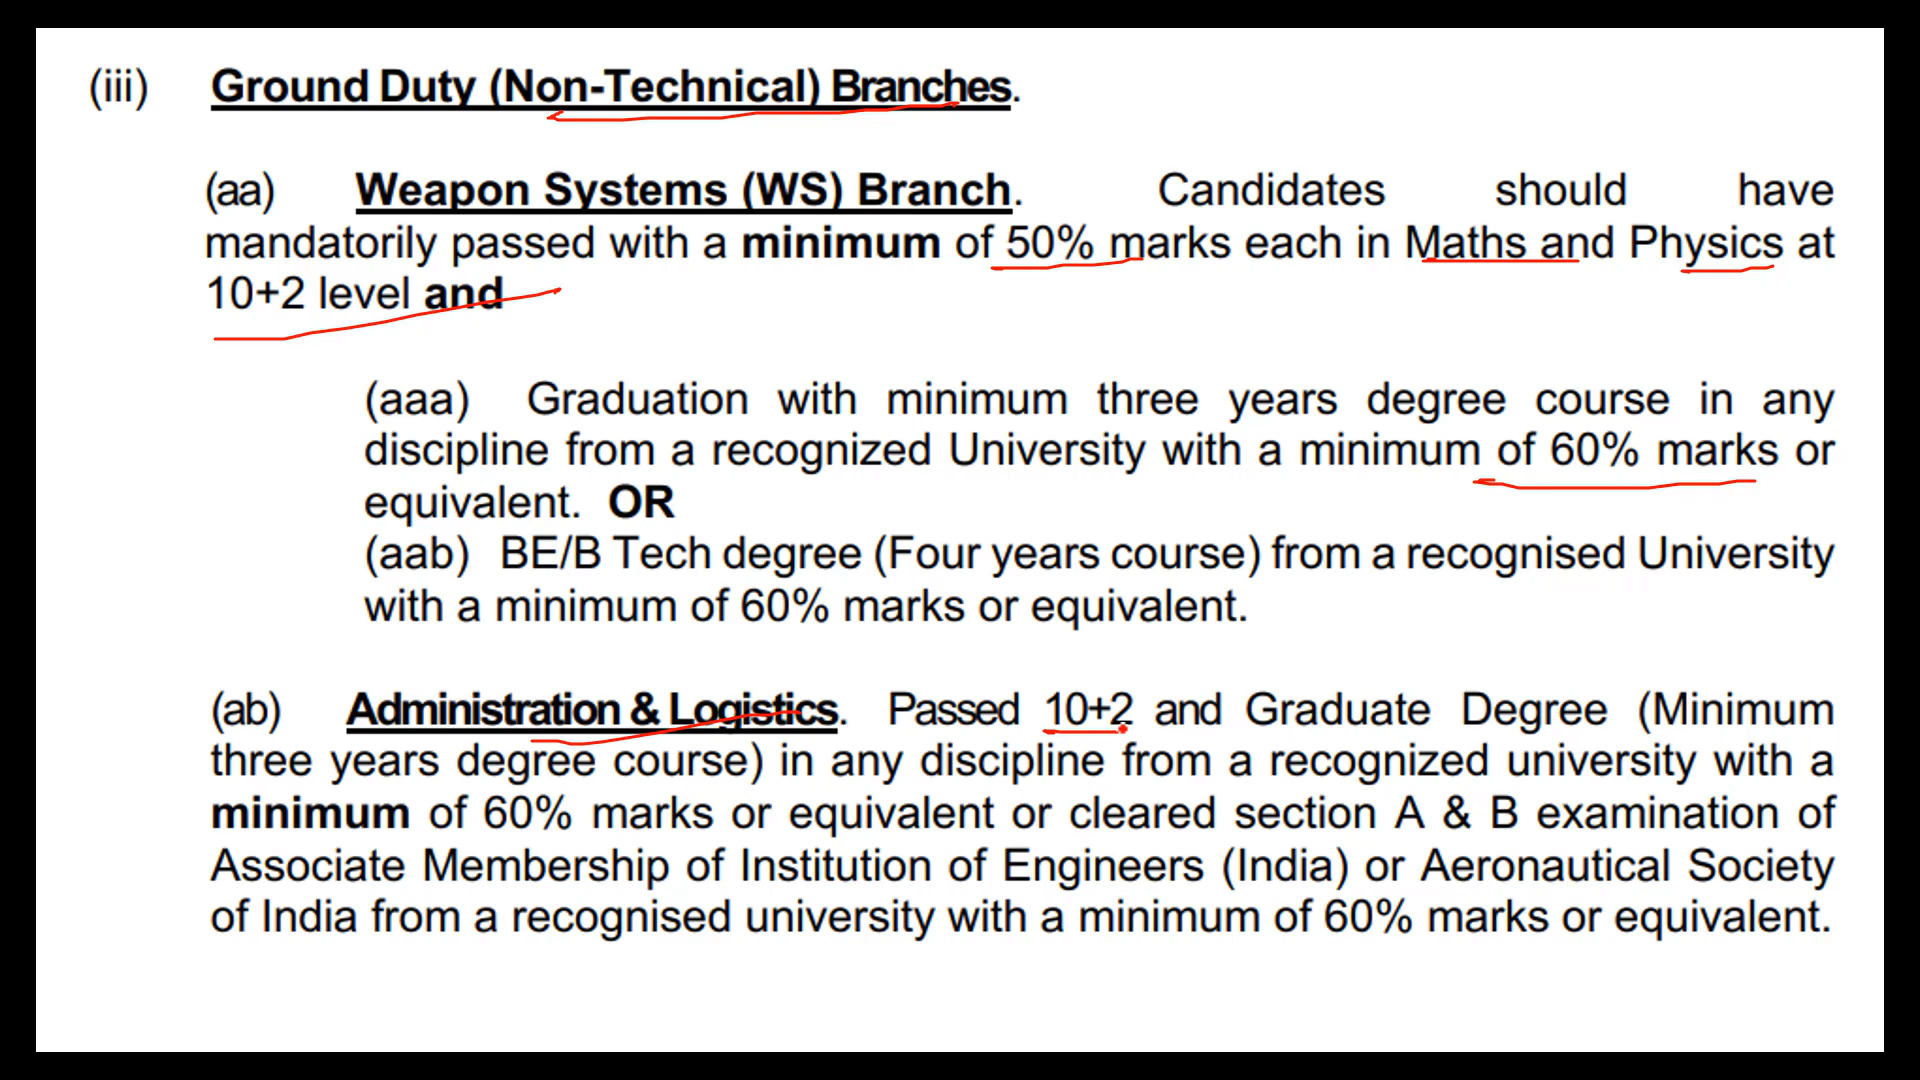 (iii) Ground Duty (Non-Technical) Branches.
(aa) Weapon Systems (WS) Branch. Candidates should have
mandatorily passed with a minimum of 50% marks each in Maths and Physics at
10+2 level and
(aaa) Graduation with minimum three years degree course in any
discipline from a recognized University with a minimum of 60% marks or
equivalent. OR
(aab) BE/B Tech degree (Four years course) from a recognised University
with a minimum of 60% marks or equivalent.
(ab) Administration & Logistics. Passed 10+2 and Graduate Degree (Minimum
three years degree course) in any discipline from a recognized university with a
minimum of 60% marks or equivalent or cleared section A & B examination of
Associate Membership of Institution of Engineers (India) or Aeronautical Society
of India from a recognised university with a minimum of 60% marks or equivalent.